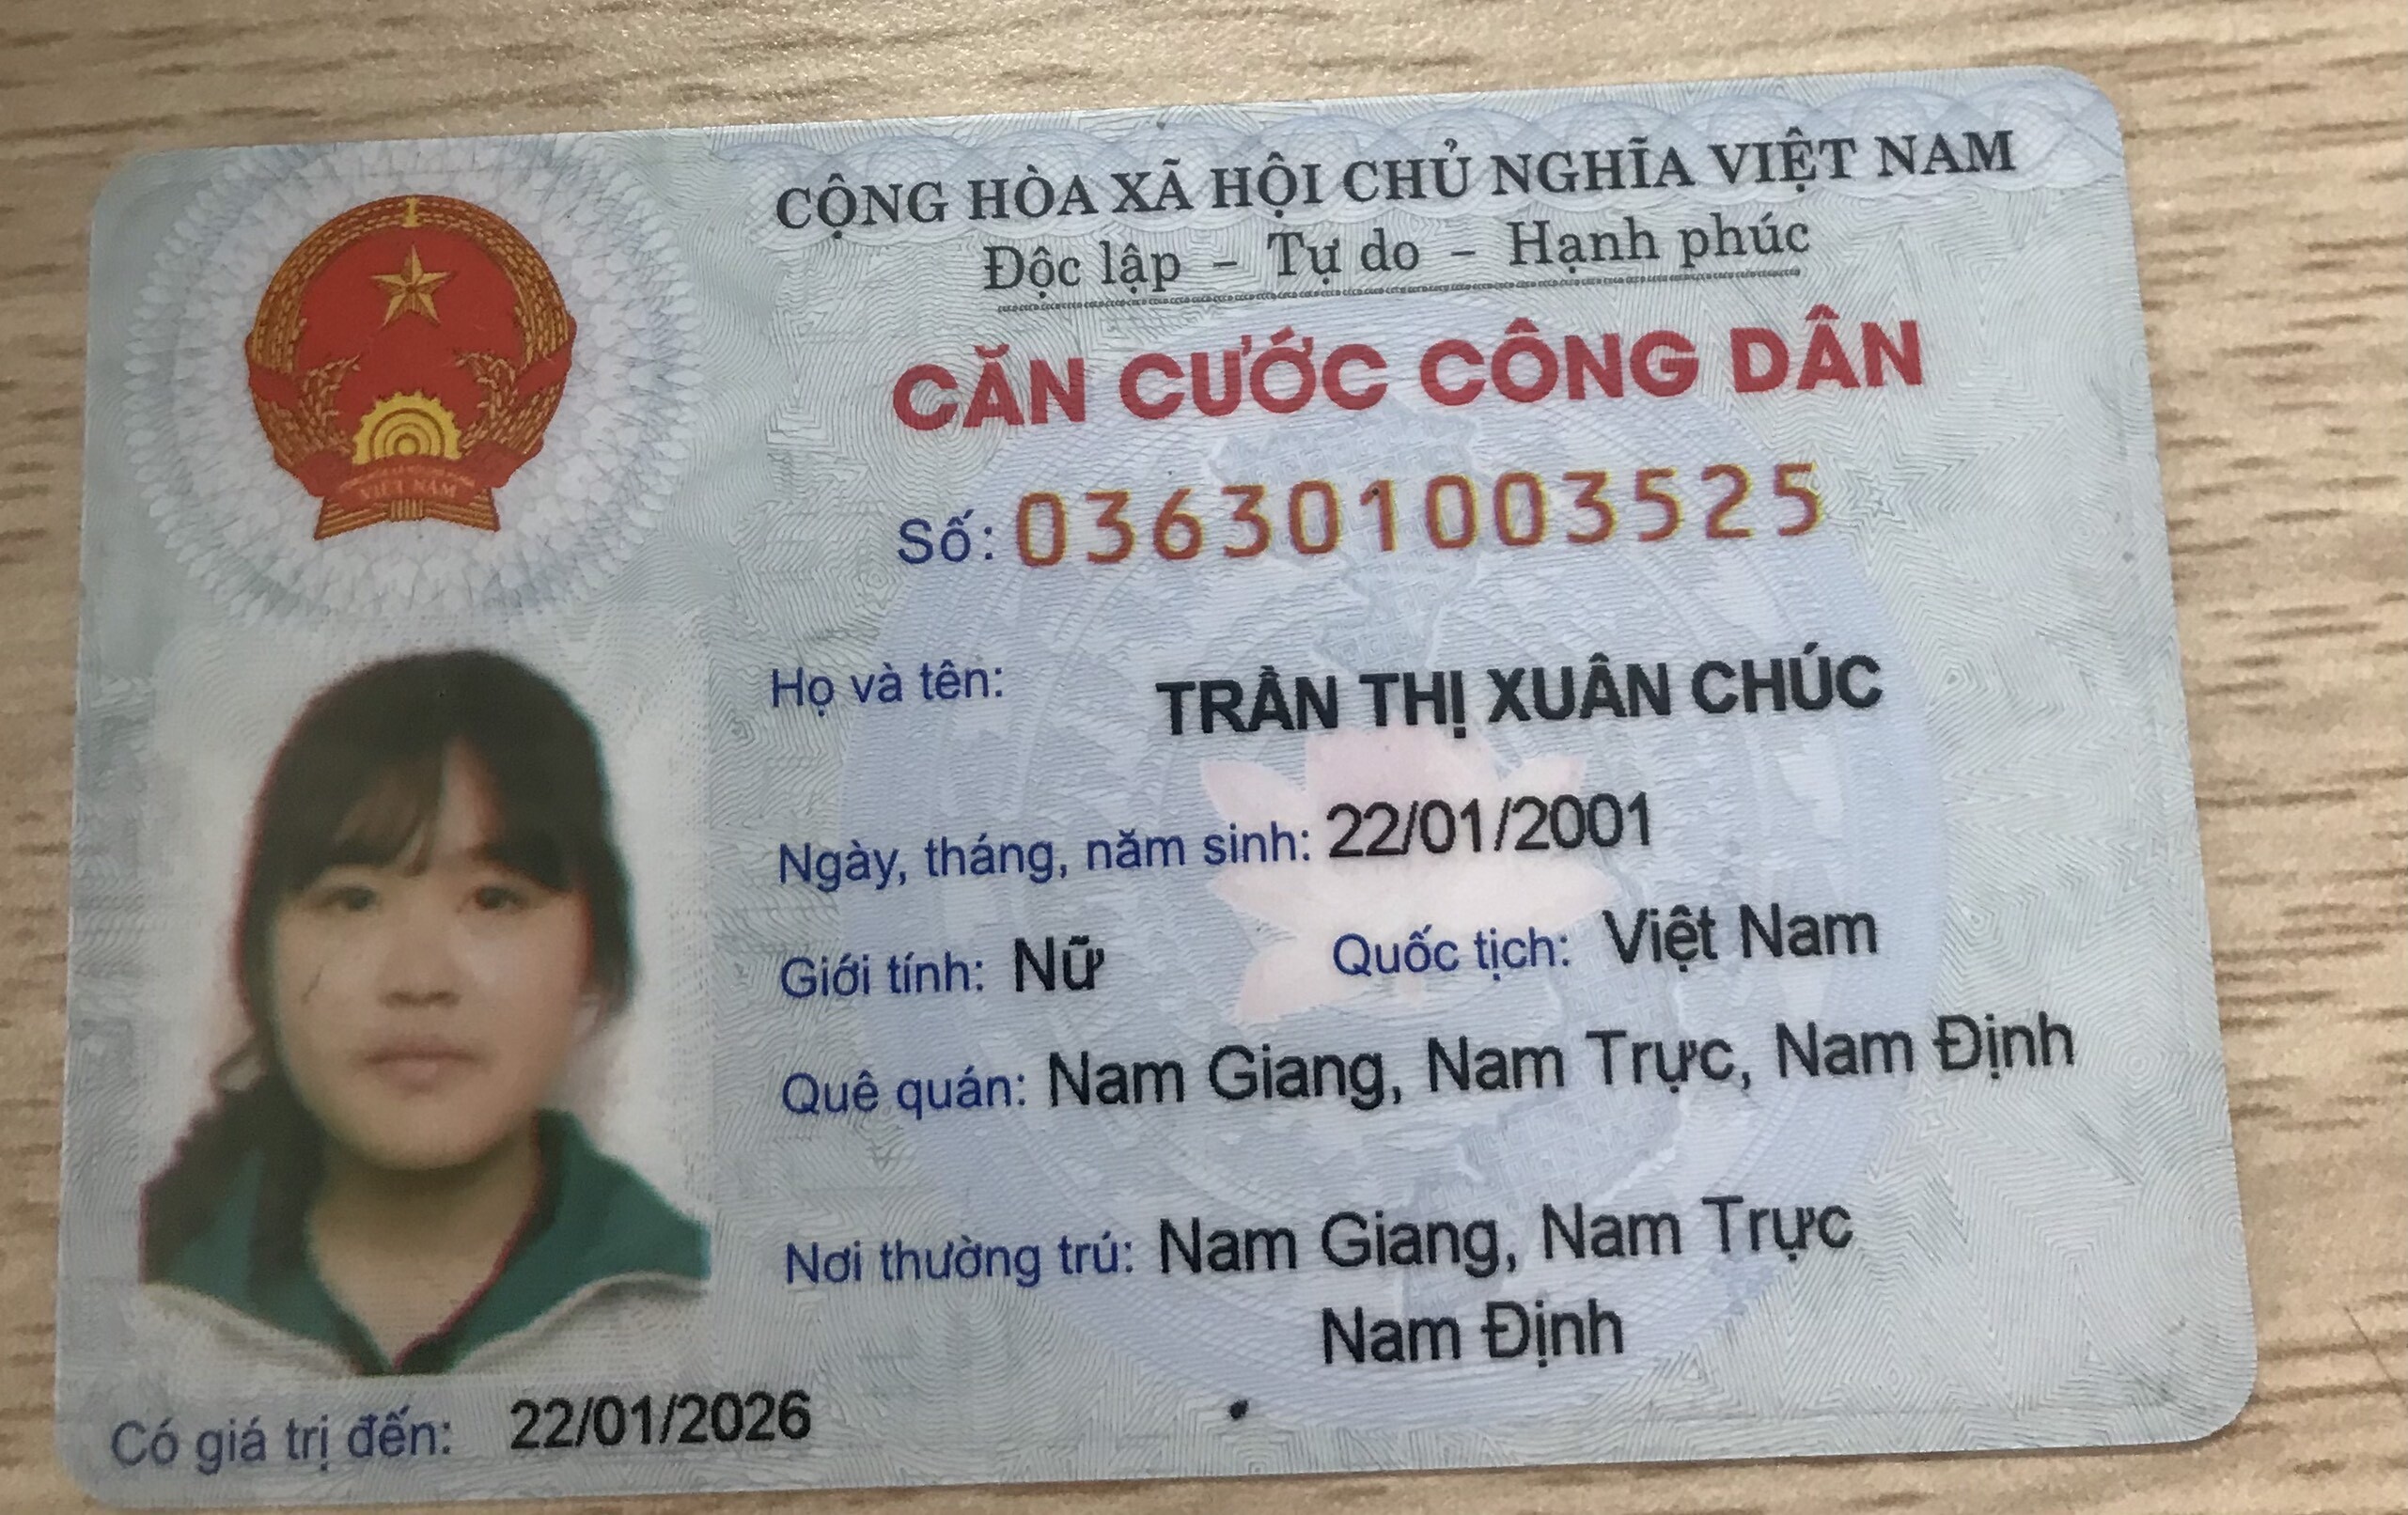 CỘNG HÒA XÃ HỘI CHỦ NGHĨA VIỆT NAM
Độc lập – Tự do – Hạnh phúc
CĂN CƯỚC CÔNG DÂN
Số: 036301003525
Họ và tên: TRẦN THỊ XUÂN CHÚC
Ngày, tháng, năm sinh: 22/01/2001
Giới tính: Nữ Quốc tịch: Việt Nam
Quê quán: Nam Giang, Nam Trực, Nam Định
Nơi thường trú: Nam Giang, Nam Trực
Nam Định
Có giá trị đến: 22/01/2026
VIỆT NAM